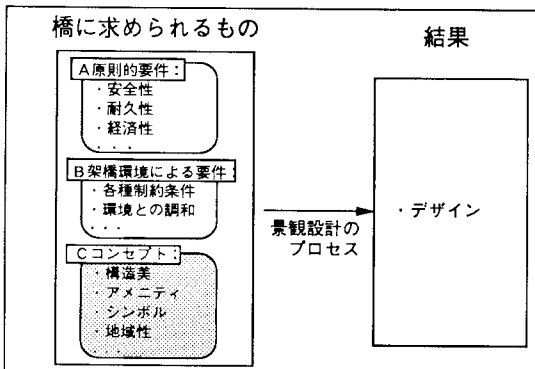 橋に求められるもの
A原則的要件：
・安全性
・耐久性
・経済性
・・・
B架橋環境による要件：
・各種制約条件
・環境との調和
・・・
Cコンセプト：
・構造美
・アメニティ
・シンボル
・地域性
・・・
景観設計の
プロセス
結果
・デザイン